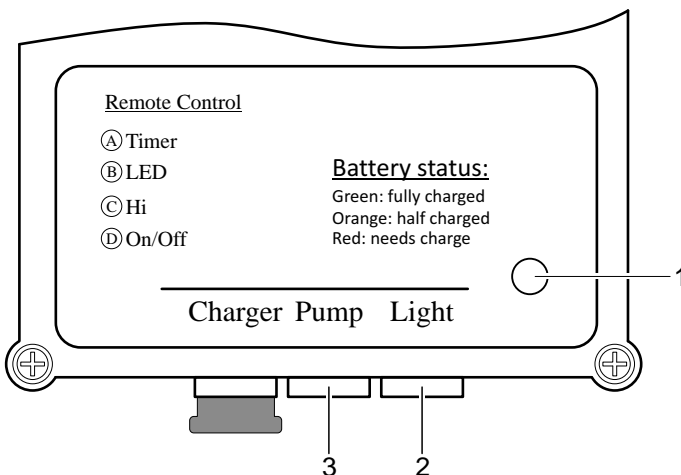 Remote Control
Ⓐ Timer
Ⓑ LED
Ⓒ Hi
Ⓓ On/Off
Battery status:
Green: fully charged
Orange: half charged
Red: needs charge
1
Charger Pump Light
3 2